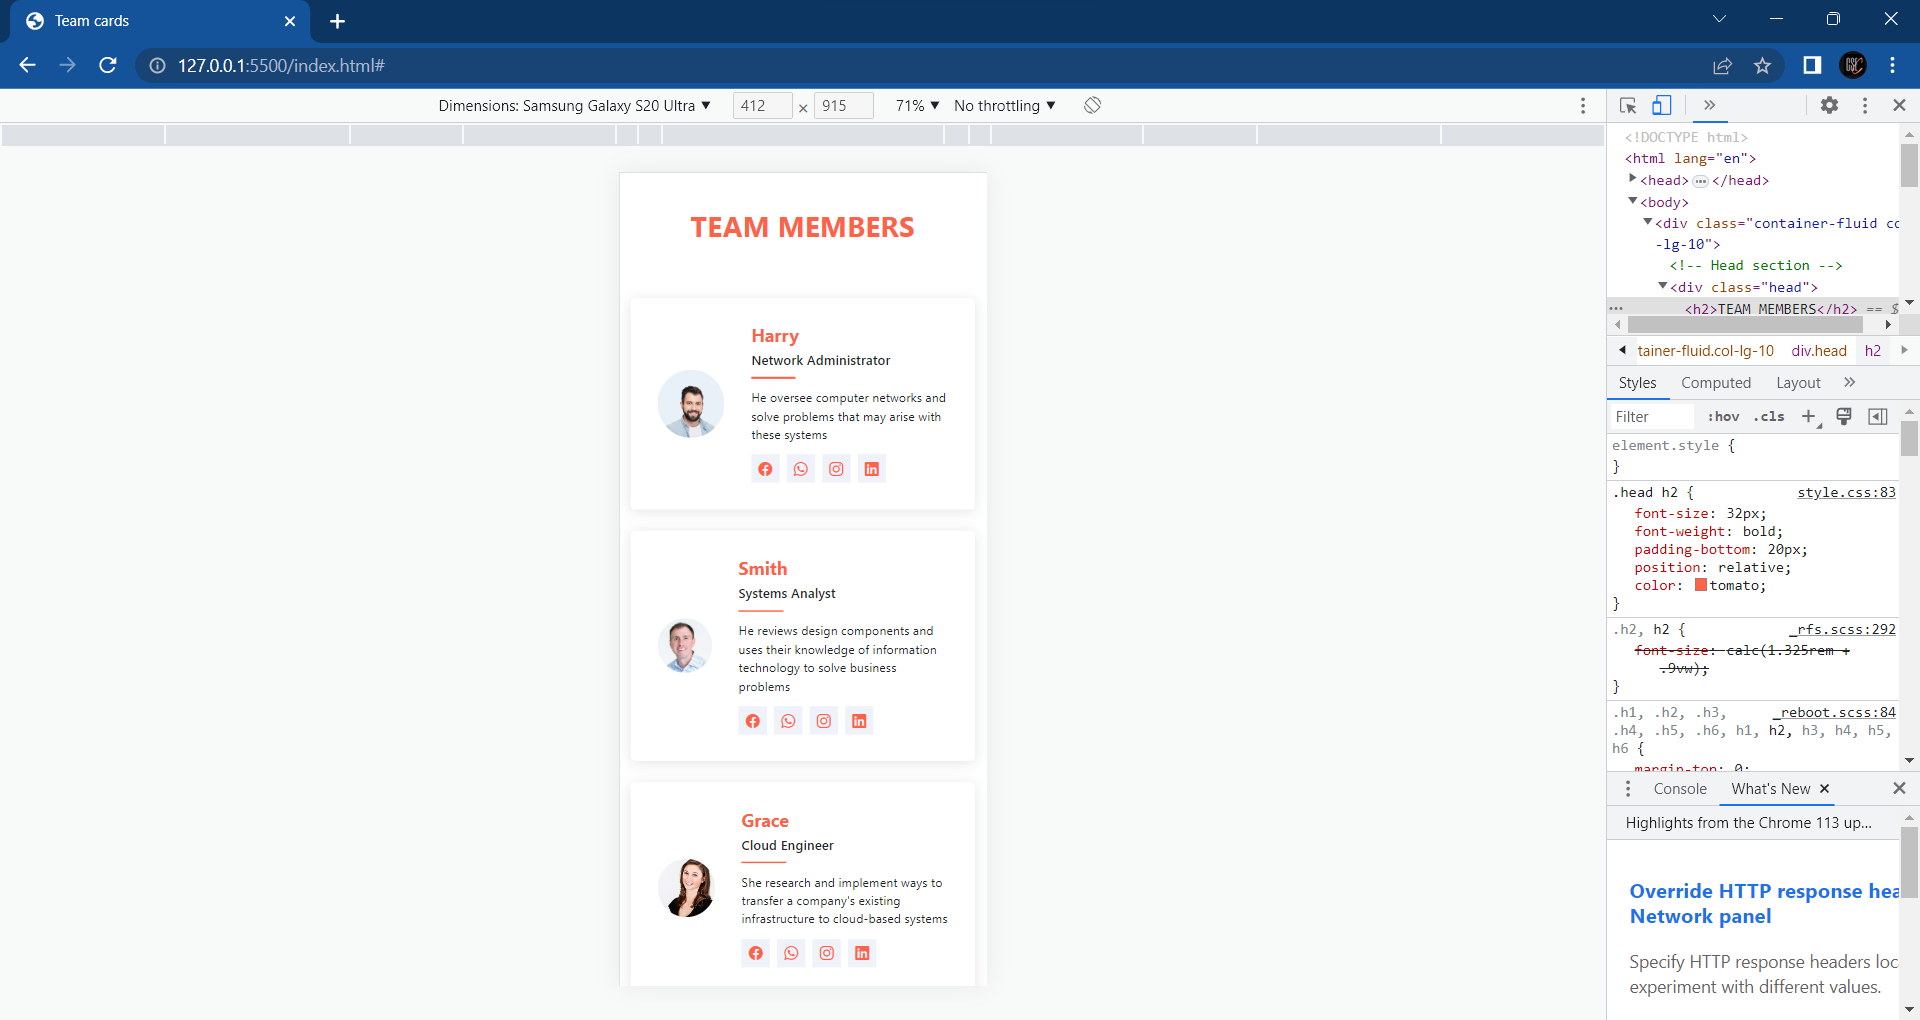 Team cards
127.0.0.1:5500/index.html#
Dimensions: Samsung Galaxy S20 Ultra ▼ 412 × 915 71% ▼ No throttling ▼
TEAM MEMBERS
Harry
Network Administrator
He oversee computer networks and
solve problems that may arise with
these systems
Smith
Systems Analyst
He reviews design components and
uses their knowledge of information
technology to solve business
problems
Grace
Cloud Engineer
She research and implement ways to
transfer a company's existing
infrastructure to cloud-based systems
<!DOCTYPE html>
<html lang="en">
<head> ••• </head>
<body>
<div class="container-fluid co
-lg-10">
<!-- Head section -->
<div class="head">
<h2>TEAM MEMBERS</h2> == $
tainer-fluid.col-lg-10 div.head h2
Styles Computed Layout »
Filter :hov .cls +
element.style {
}
.head h2 { style.css:83
font-size: 32px;
font-weight: bold;
padding-bottom: 20px;
position: relative;
color: tomato;
}
.h2, h2 { _rfs.scss:292
font-size: calc(1.325rem +
.9vw);
}
.h1, .h2, .h3, _reboot.scss:84
.h4, .h5, .h6, h1, h2, h3, h4, h5,
h6 {
margin-top: 0;
Console What's New
Highlights from the Chrome 113 up...
Override HTTP response hea
Network panel
Specify HTTP response headers loc
experiment with different values.